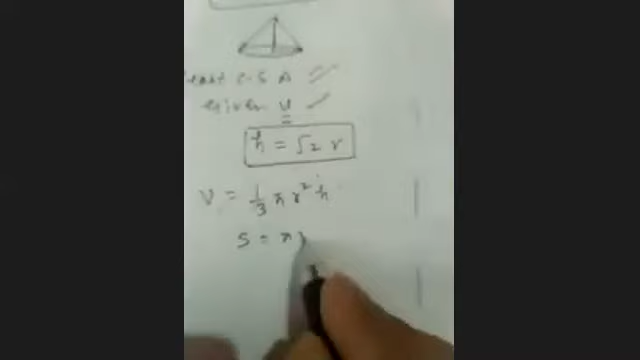 least C.S A
Given V
h = √2 r
V = 1/3 π r² h
S = π